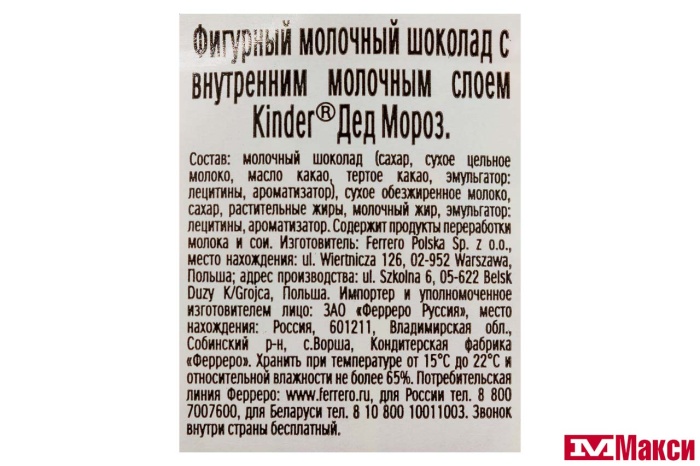 Фигурный молочный шоколад с
внутренним молочным слоем
Kinder® Дед Мороз.
Состав: молочный шоколад (сахар, сухое цельное
молоко, масло какао, тертое какао, эмульгатор:
лецитины, ароматизатор), сухое обезжиренное молоко,
сахар, растительные жиры, молочный жир, эмульгатор:
лецитины, ароматизатор. Содержит продукты переработки
молока и сои. Изготовитель: Ferrero Polska Sp. z o.o.,
место нахождения: ul. Wiertnicza 126, 02-952 Warszawa,
Польша; адрес производства: ul. Szkolna 6, 05-622 Belsk
Duzy K/Grojca, Польша. Импортер и уполномоченное
изготовителем лицо: ЗАО «Ферреро Руссия», место
нахождения: Россия, 601211, Владимирская обл.,
Собинский р-н, с.Ворша, Кондитерская фабрика
«Ферреро». Хранить при температуре от 15°С до 22°С и
относительной влажности не более 65%. Потребительская
линия Ферреро: www.ferrero.ru, для России тел. 8 800
7007600, для Беларуси тел. 8 10 800 10011003. Звонок
внутри страны бесплатный.
Макси